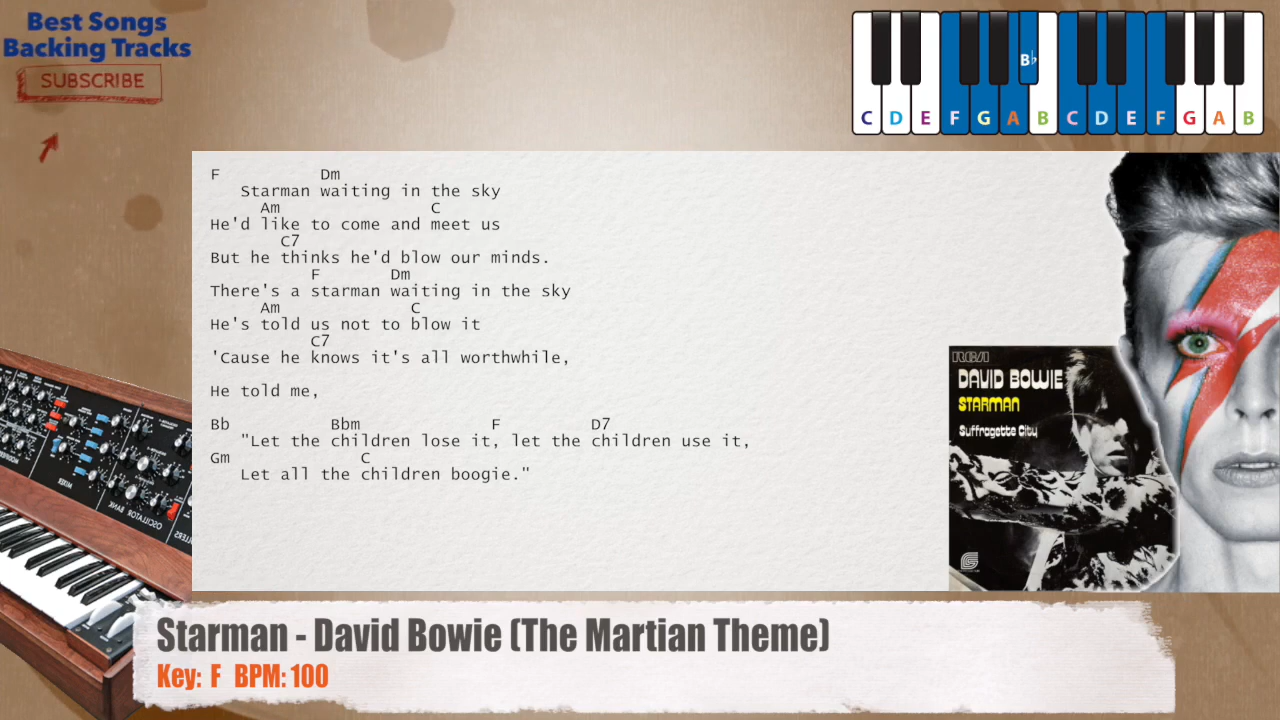 Best Songs
Backing Tracks
SUBSCRIBE
B♭
C D E F G A B C D E F G A B
F Dm
Starman waiting in the sky
Am C
He'd like to come and meet us
C7
But he thinks he'd blow our minds.
F Dm
There's a starman waiting in the sky
Am C
He's told us not to blow it
C7
'Cause he knows it's all worthwhile,
He told me,
Bb Bbm F D7
"Let the children lose it, let the children use it,
Gm C
Let all the children boogie."
RCA
DAVID BOWIE
STARMAN
Suffragette City
MIXER
OSCILLATOR BANK
Starman - David Bowie (The Martian Theme)
Key: F BPM: 100